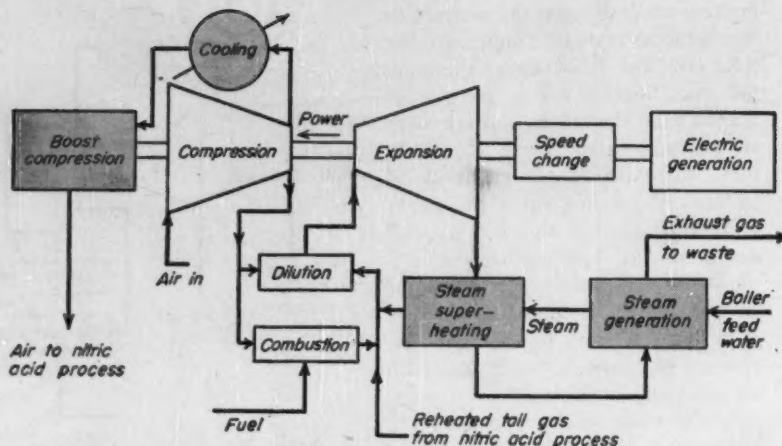 Cooling
Power
Boost
compression
Compression
Expansion
Speed
change
Electric
generation
Exhaust gas
to waste
Air in
Dilution
Steam
super-
heating
Steam
Steam
generation
Boiler
feed
water
Air to nitric
acid process
Combustion
Fuel
Reheated tail gas
from nitric acid process